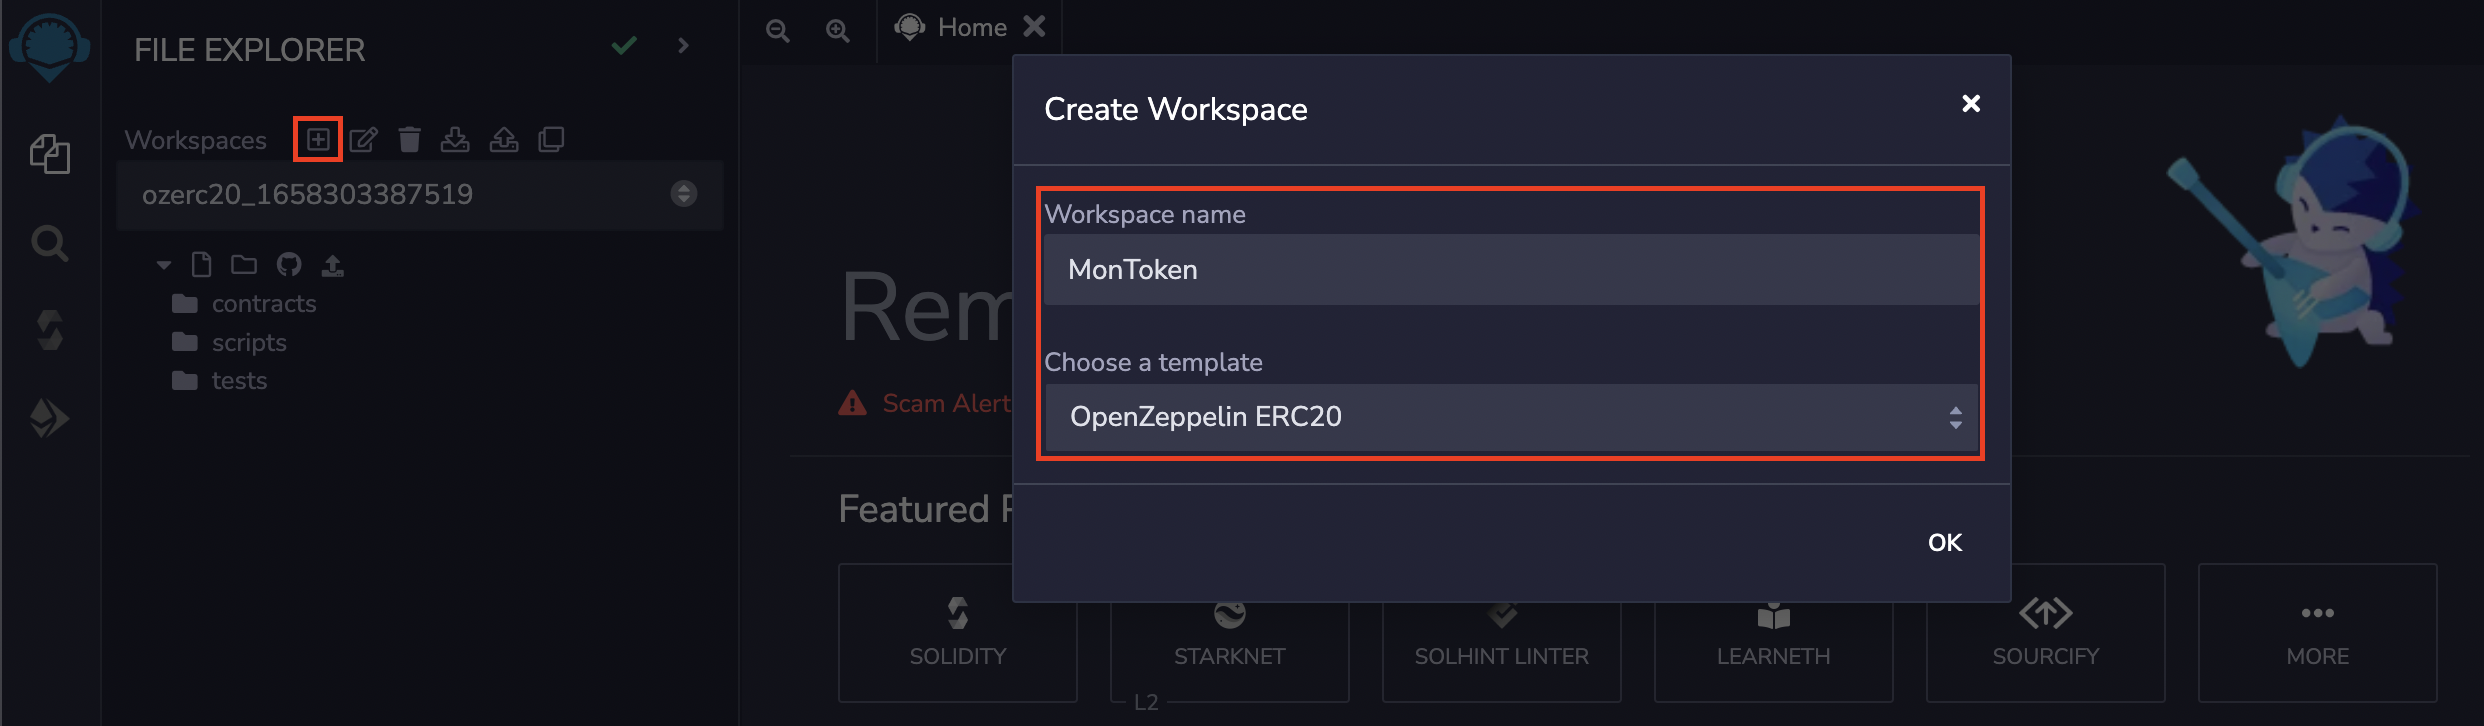 FILE EXPLORER
Workspaces
ozerc20_1658303387519
contracts
scripts
tests
Home
Create Workspace
Workspace name
MonToken
Choose a template
OpenZeppelin ERC20
OK
Rem
Scam Alert
Featured P
SOLIDITY
STARKNET
L2
SOLHINT LINTER
LEARNETH
SOURCIFY
MORE